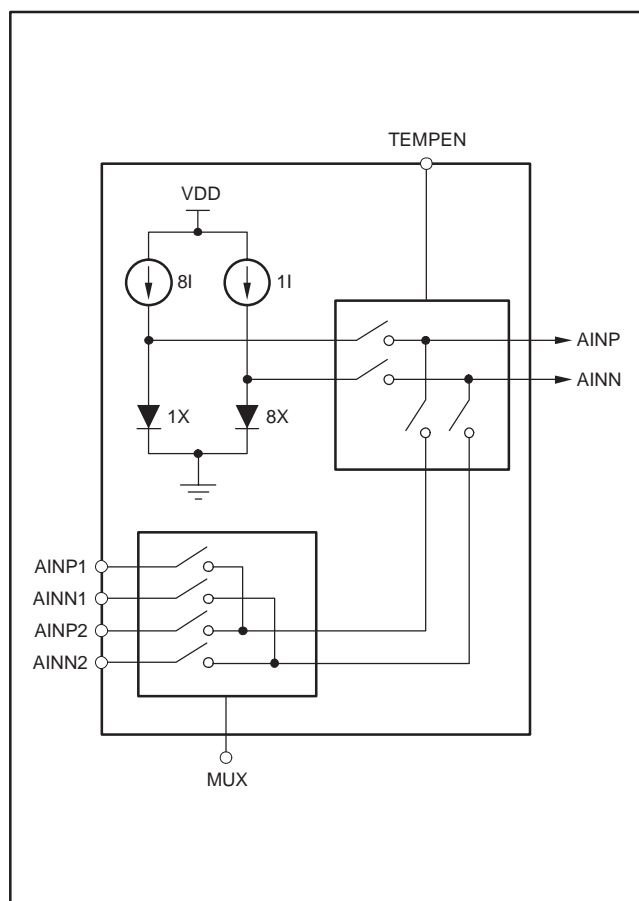 TEMPEN
VDD
8I
1I
AINP
AINN
1X
8X
AINP1
AINN1
AINP2
AINN2
MUX